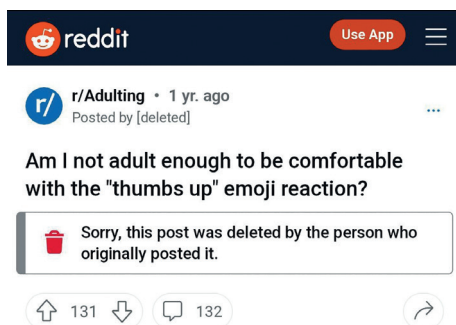 reddit
Use App
r/
r/Adulting • 1 yr. ago
Posted by [deleted]
Am I not adult enough to be comfortable
with the "thumbs up" emoji reaction?
Sorry, this post was deleted by the person who
originally posted it.
131
132